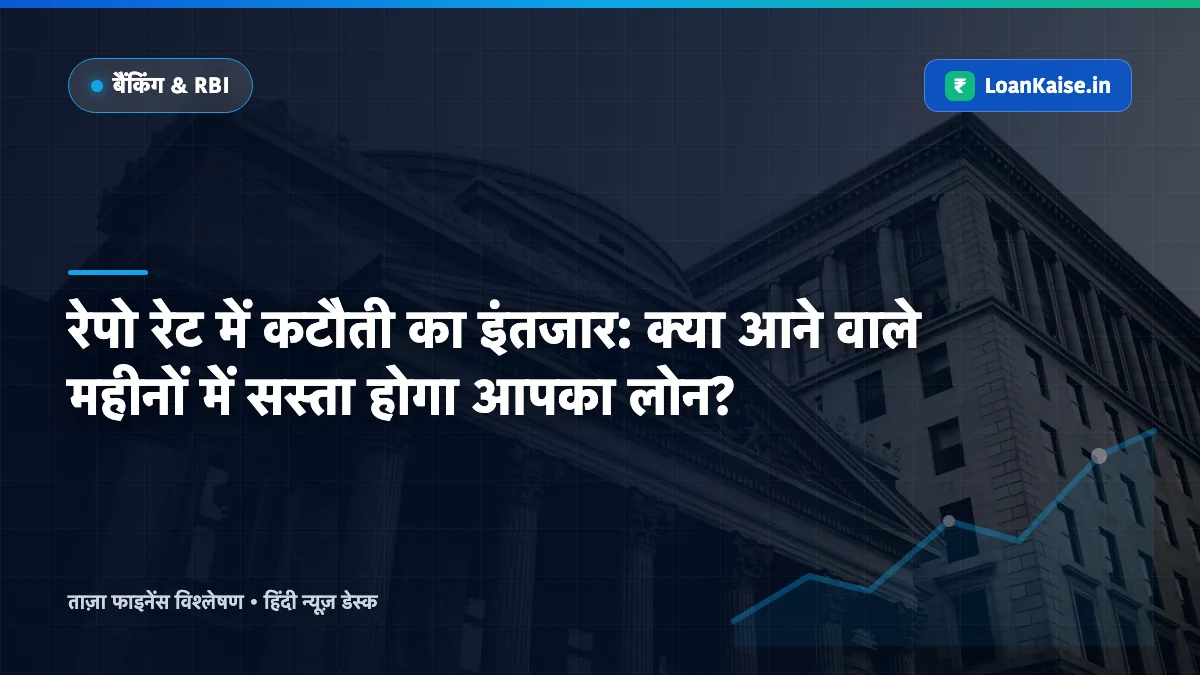 बैंकिंग & RBI
₹ LoanKaise.in
रेपो रेट में कटौती का इंतजार: क्या आने वाले
महीनों में सस्ता होगा आपका लोन?
ताज़ा फाइनेंस विश्लेषण • हिंदी न्यूज़ डेस्क